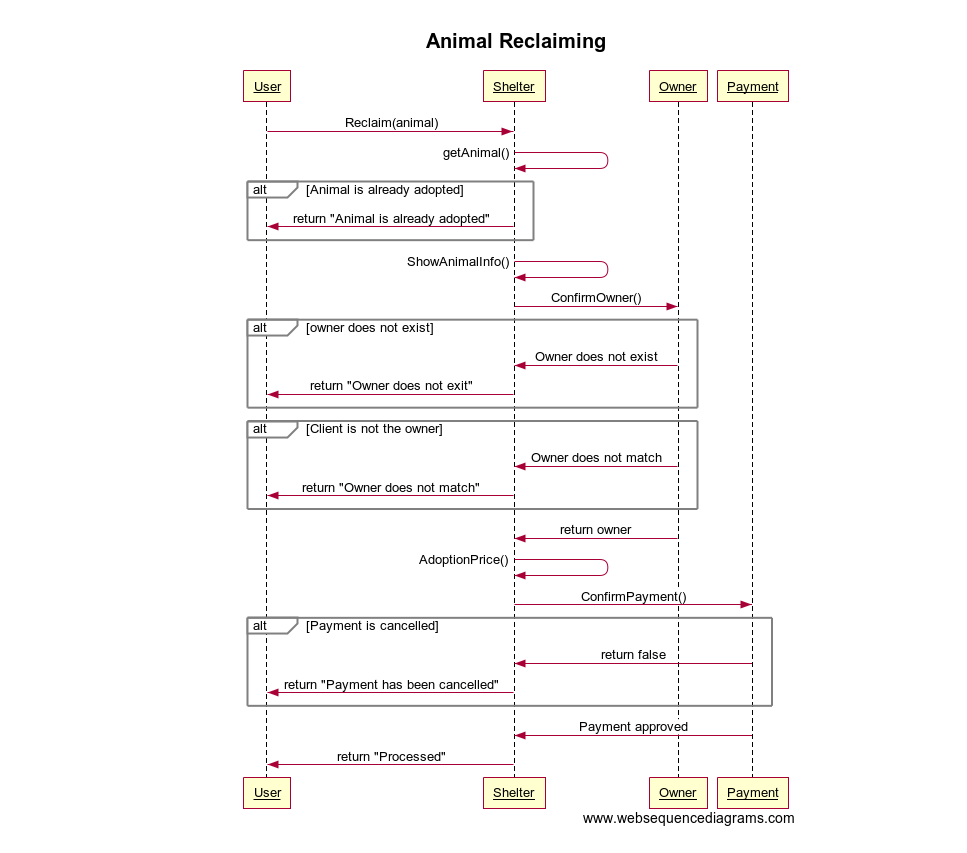 Animal Reclaiming
User
Shelter
Owner
Payment
Reclaim(animal)
getAnimal()
alt
[Animal is already adopted]
return "Animal is already adopted"
ShowAnimalInfo()
ConfirmOwner()
alt
[owner does not exist]
Owner does not exist
return "Owner does not exit"
alt
[Client is not the owner]
Owner does not match
return "Owner does not match"
return owner
AdoptionPrice()
ConfirmPayment()
alt
[Payment is cancelled]
return false
return "Payment has been cancelled"
Payment approved
return "Processed"
User
Shelter
Owner
Payment
www.websequencediagrams.com